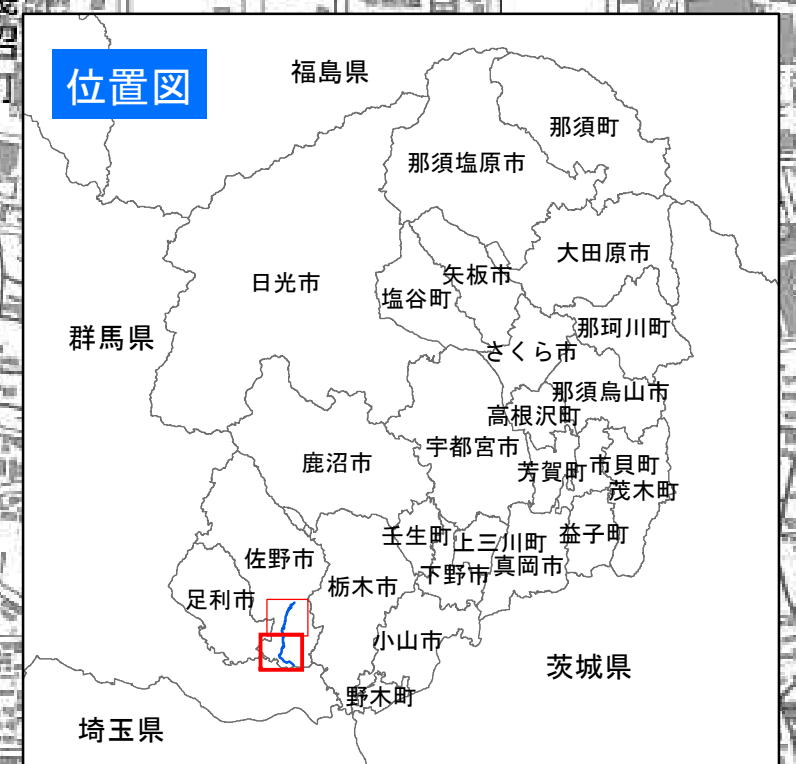 位置図
福島県
那須町
那須塩原市
大田原市
矢板市
日光市
塩谷町
那珂川町
群馬県
さくら市
那須烏山市
高根沢町
宇都宮市
鹿沼市
芳賀町
市貝町
茂木町
壬生町
上三川町
益子町
佐野市
真岡市
下野市
栃木市
足利市
小山市
茨城県
野木町
埼玉県